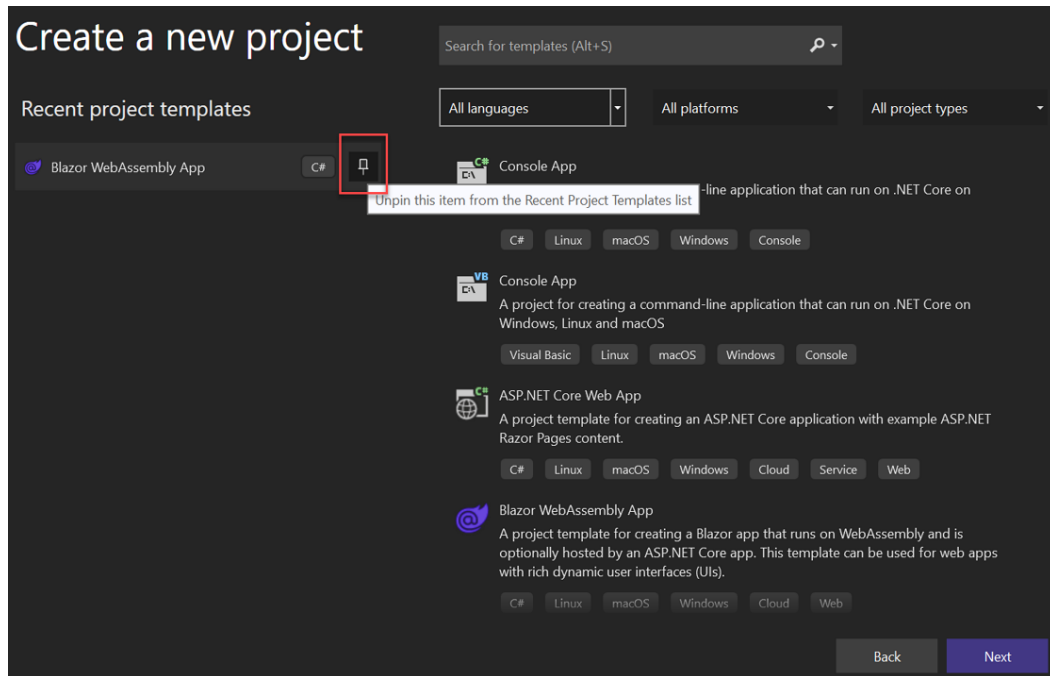 Create a new project
Search for templates (Alt+S)
Recent project templates
All languages
All platforms
All project types
Blazor WebAssembly App
C#
Unpin this item from the Recent Project Templates list
C#
Console App
-line application that can run on .NET Core on
C# Linux macOS Windows Console
VB
Console App
A project for creating a command-line application that can run on .NET Core on
Windows, Linux and macOS
Visual Basic Linux macOS Windows Console
C#
ASP.NET Core Web App
A project template for creating an ASP.NET Core application with example ASP.NET
Razor Pages content.
C# Linux macOS Windows Cloud Service Web
Blazor WebAssembly App
A project template for creating a Blazor app that runs on WebAssembly and is
optionally hosted by an ASP.NET Core app. This template can be used for web apps
with rich dynamic user interfaces (UIs).
C# Linux macOS Windows Cloud Web
Back
Next